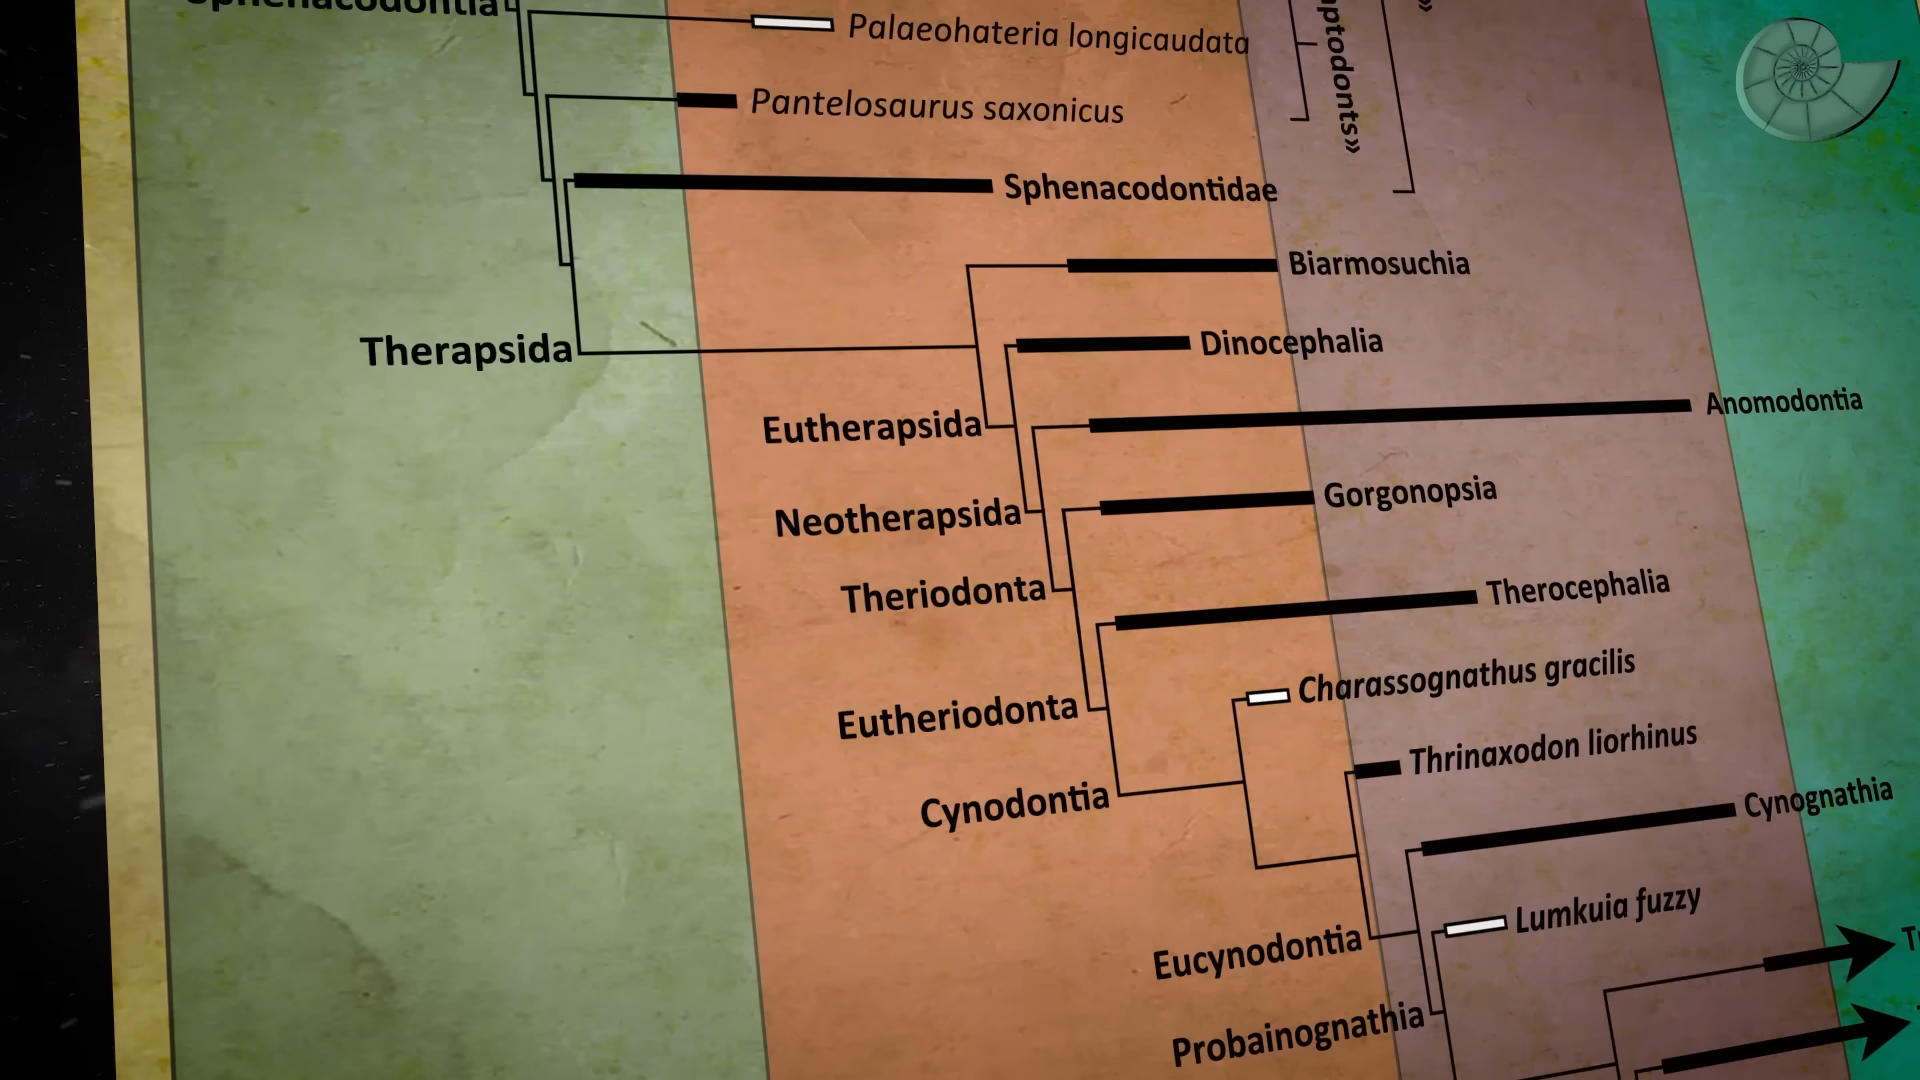 Sphenacodontia
Palaeohateria longicaudata
Pantelosaurus saxonicus
Sphenacodontidae
Biarmosuchia
Dinocephalia
Therapsida
Anomodontia
Eutherapsida
Gorgonopsia
Neotherapsida
Therocephalia
Theriodonta
Charassognathus gracilis
Eutheriodonta
Thrinaxodon liorhinus
Cynodontia
Cynognathia
Lumkuia fuzzy
Eucynodontia
Probainognathia